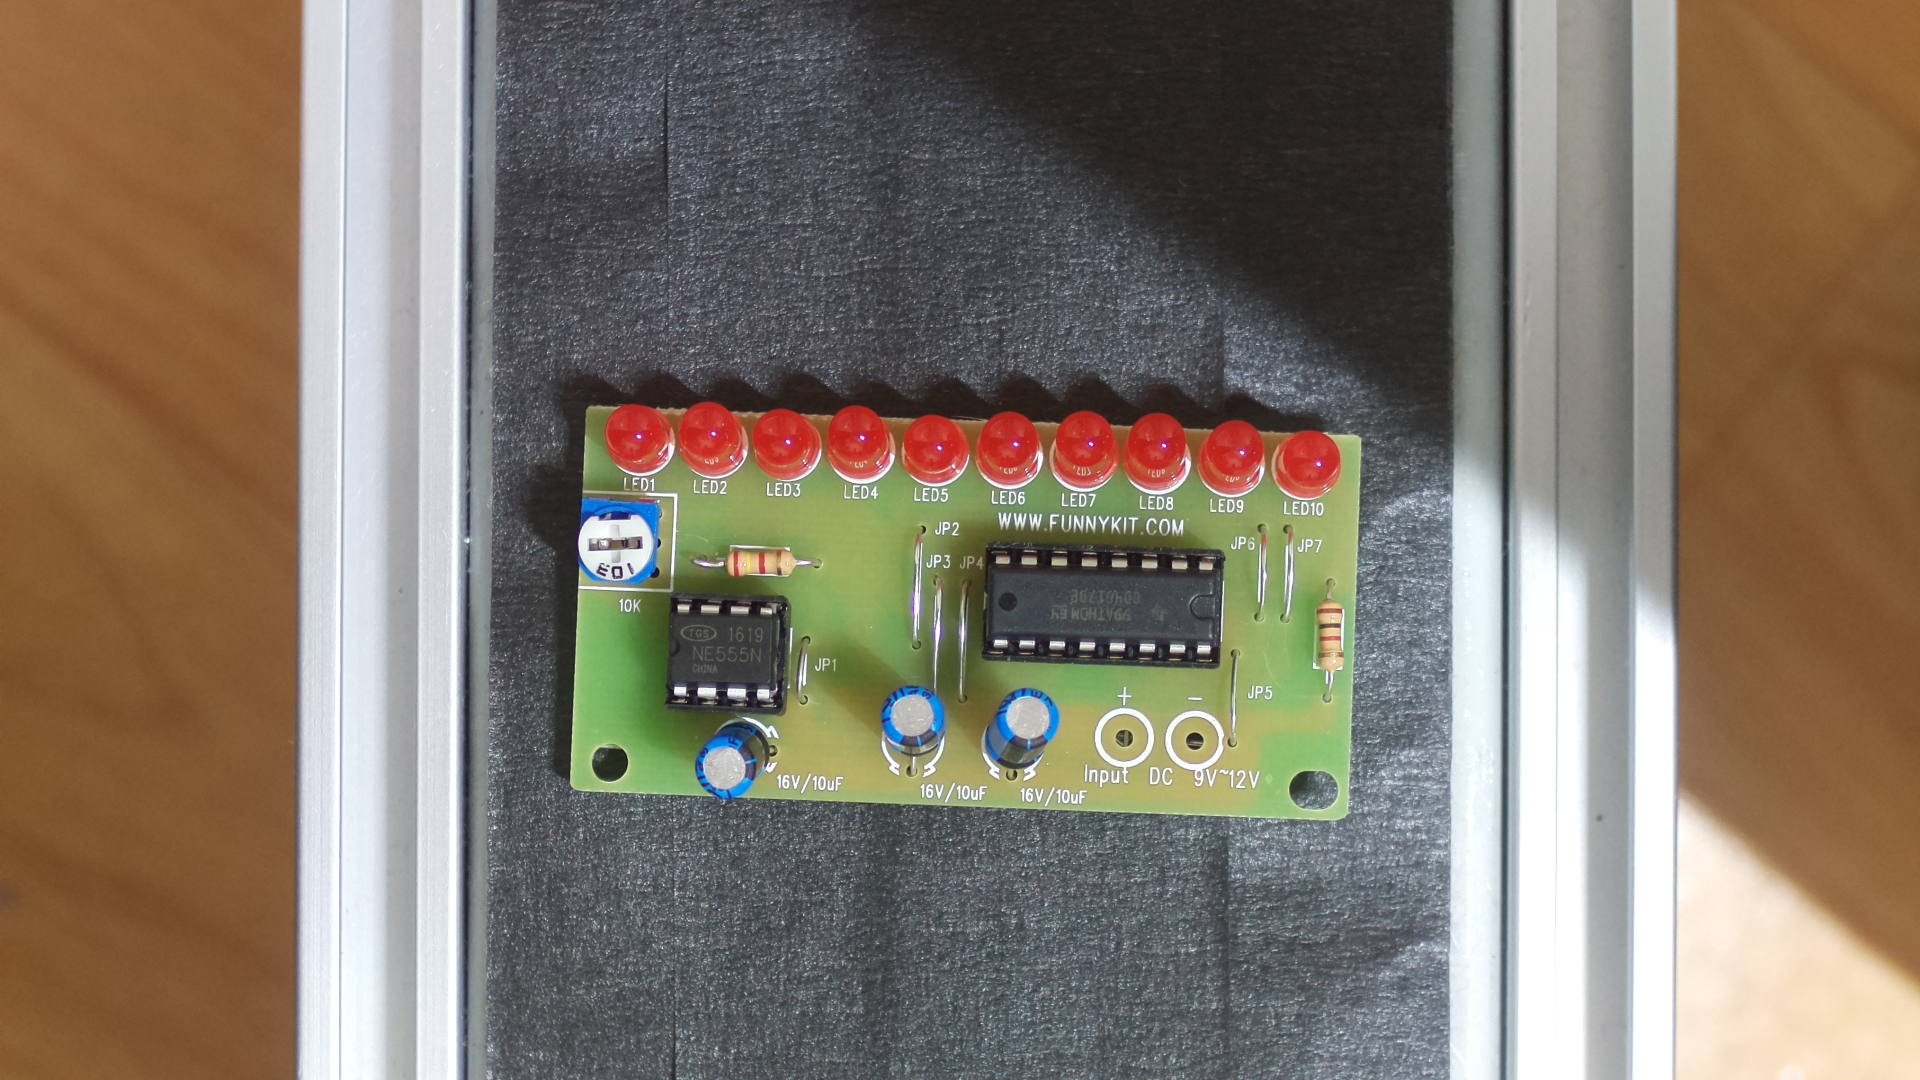 LED1 LED2 LED3 LED4 LED5 LED6 LED7 LED8 LED9 LED10
WWW.FUNNYKIT.COM
JP2
JP6 JP7
JP3 JP4
103
10K
TGS 1619
NE555N
CHINA
JP1
CD4017BE
JP5
+ −
16V/10uF
16V/10uF
16V/10uF
Input DC 9V~12V